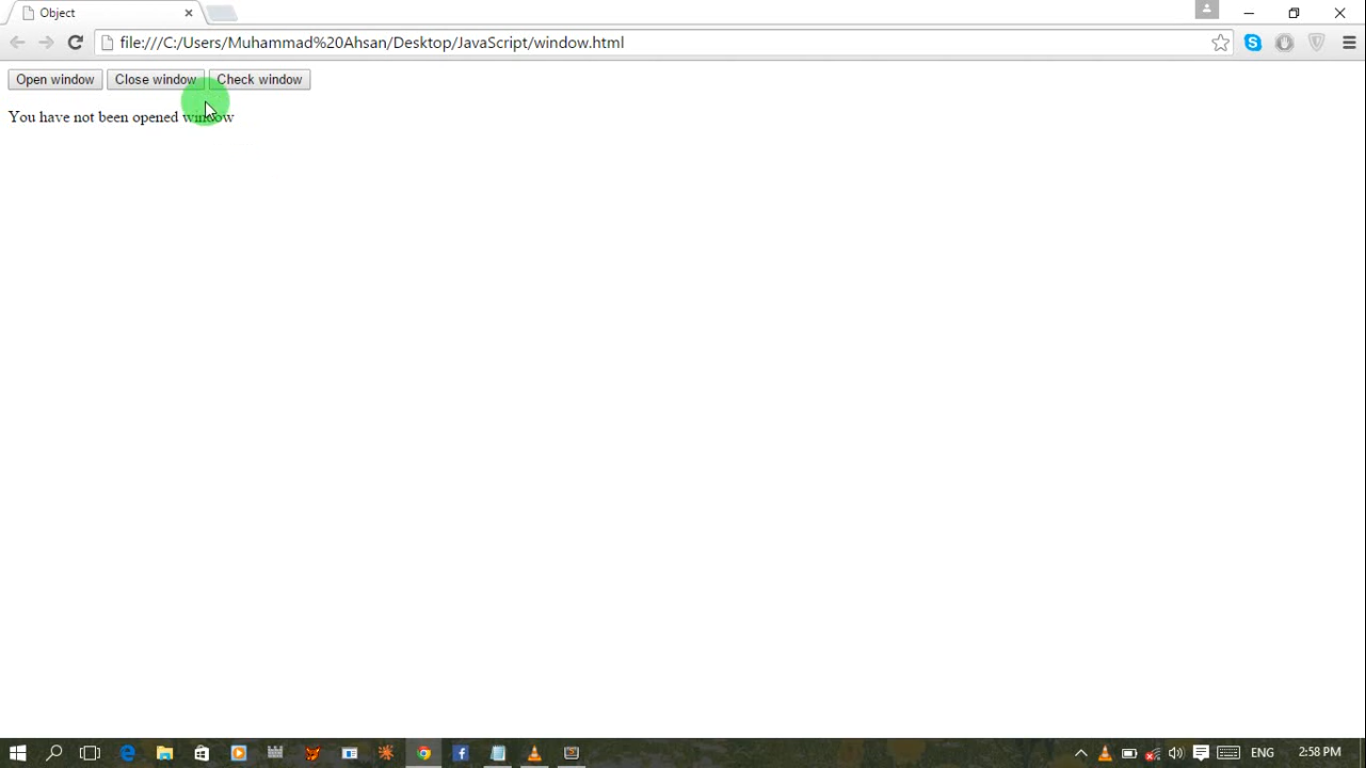 Object
file:///C:/Users/Muhammad%20Ahsan/Desktop/JavaScript/window.html
Open window Close window Check window
You have not been opened window
ENG 2:58 PM